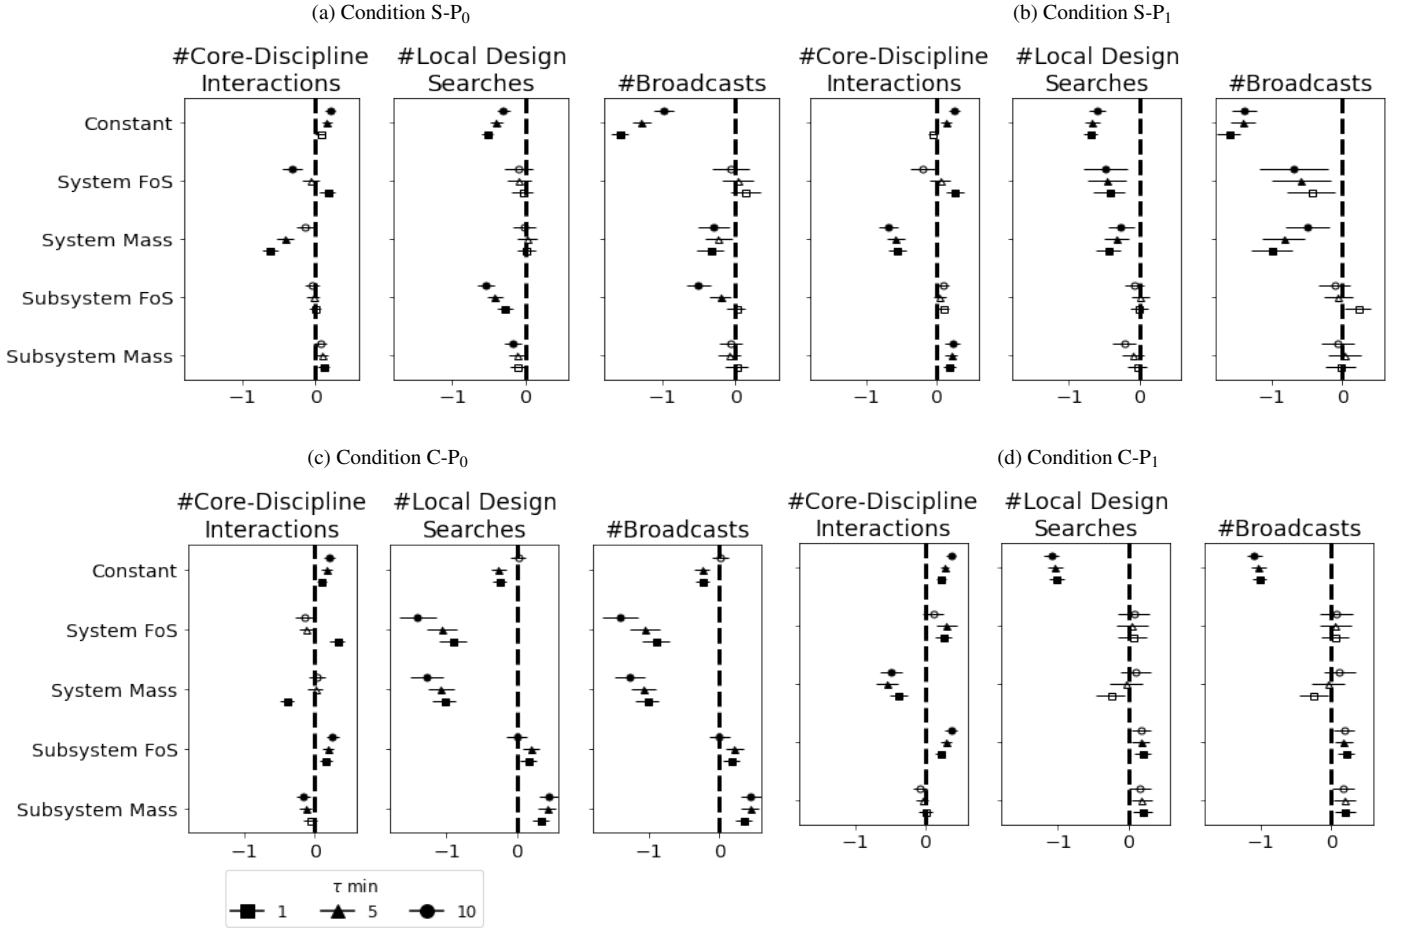 (a) Condition S-P₀
(b) Condition S-P₁
#Core-Discipline
Interactions
#Local Design
Searches
#Broadcasts
#Core-Discipline
Interactions
#Local Design
Searches
#Broadcasts
Constant
System FoS
System Mass
Subsystem FoS
Subsystem Mass
−1 0 −1 0 −1 0 −1 0 −1 0 −1 0
(c) Condition C-P₀
(d) Condition C-P₁
#Core-Discipline
Interactions
#Local Design
Searches
#Broadcasts
#Core-Discipline
Interactions
#Local Design
Searches
#Broadcasts
Constant
System FoS
System Mass
Subsystem FoS
Subsystem Mass
−1 0 −1 0 −1 0 −1 0 −1 0 −1 0
τ min
1 5 10